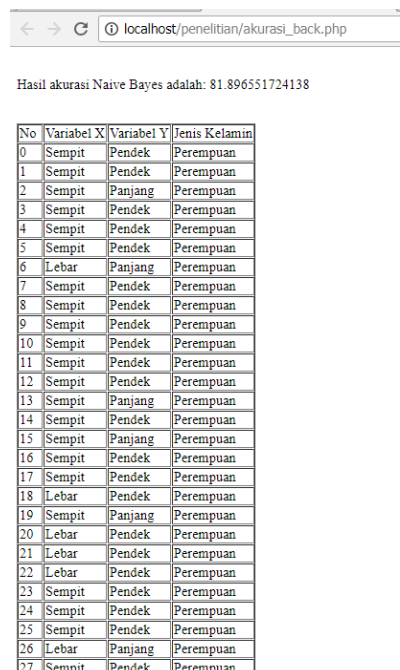 localhost/penelitian/akurasi_back.php
Hasil akurasi Naive Bayes adalah: 81.896551724138
No Variabel X Variabel Y Jenis Kelamin
0 Sempit Pendek Perempuan
1 Sempit Pendek Perempuan
2 Sempit Panjang Perempuan
3 Sempit Pendek Perempuan
4 Sempit Pendek Perempuan
5 Sempit Pendek Perempuan
6 Lebar Panjang Perempuan
7 Sempit Pendek Perempuan
8 Sempit Pendek Perempuan
9 Sempit Pendek Perempuan
10 Sempit Pendek Perempuan
11 Sempit Pendek Perempuan
12 Sempit Pendek Perempuan
13 Sempit Panjang Perempuan
14 Sempit Pendek Perempuan
15 Sempit Panjang Perempuan
16 Sempit Pendek Perempuan
17 Sempit Pendek Perempuan
18 Lebar Pendek Perempuan
19 Sempit Panjang Perempuan
20 Lebar Pendek Perempuan
21 Lebar Pendek Perempuan
22 Lebar Pendek Perempuan
23 Sempit Pendek Perempuan
24 Sempit Pendek Perempuan
25 Sempit Pendek Perempuan
26 Lebar Panjang Perempuan
27 Sempit Pendek Perempuan